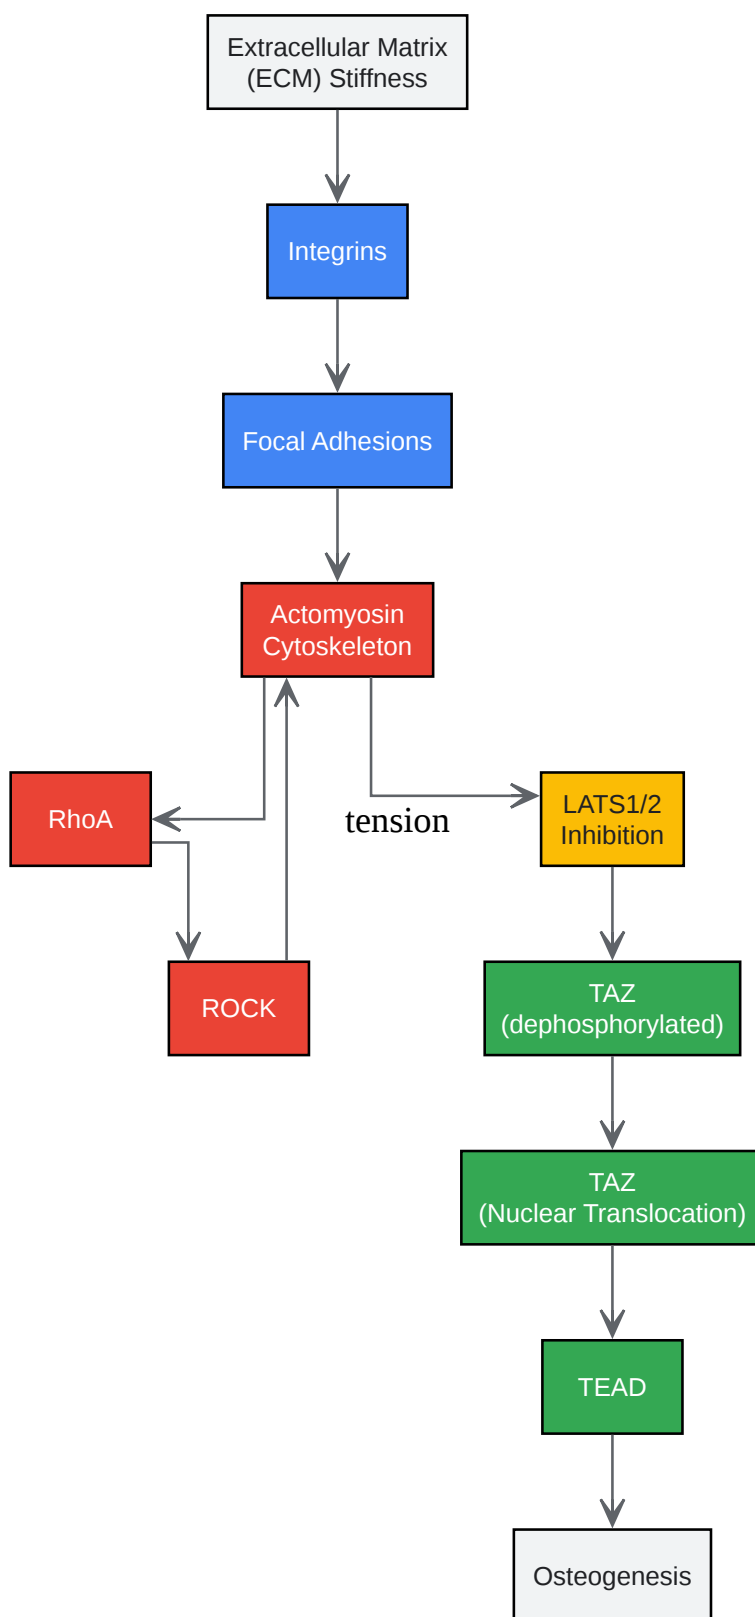 Extracellular Matrix
(ECM) Stiffness
Integrins
Focal Adhesions
Actomyosin
Cytoskeleton
RhoA
tension
LATS1/2
Inhibition
ROCK
TAZ
(dephosphorylated)
TAZ
(Nuclear Translocation)
TEAD
Osteogenesis